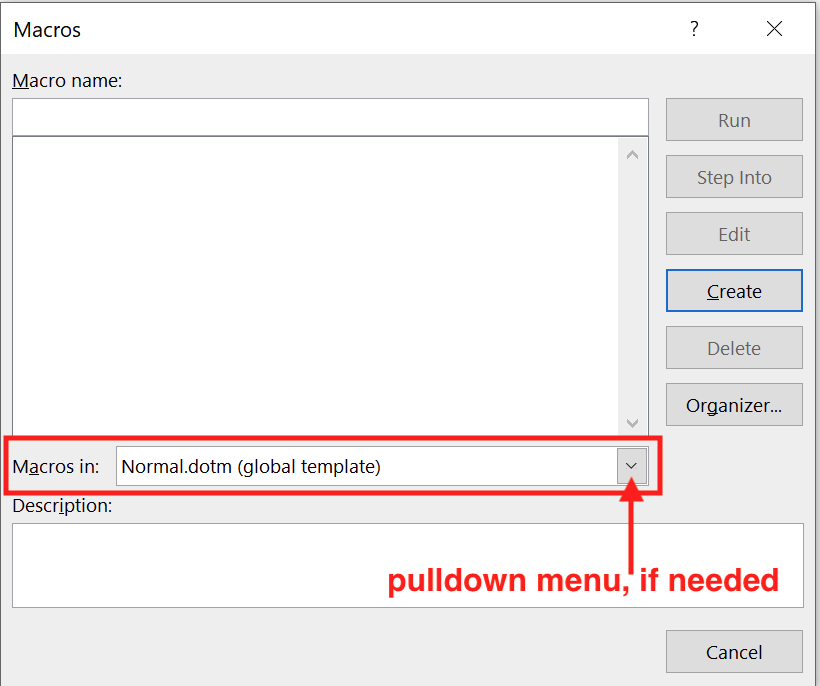 Macros ?
Macro name:
Run
Step Into
Edit
Create
Delete
Organizer...
Macros in: Normal.dotm (global template)
Description:
pulldown menu, if needed
Cancel